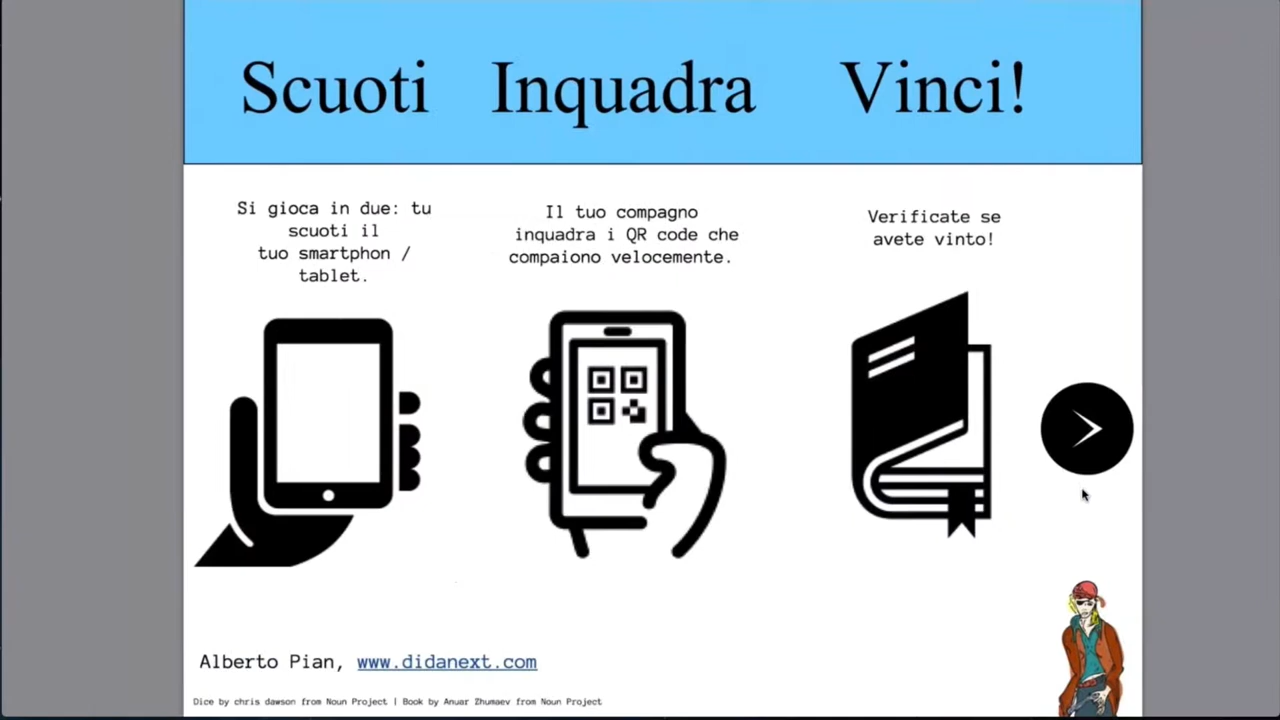 Scuoti Inquadra Vinci!
Si gioca in due: tu
scuoti il
tuo smartphon /
tablet.
Il tuo compagno
inquadra i QR code che
compaiono velocemente.
Verificate se
avete vinto!
Alberto Pian, www.didanext.com
Dice by chris dawson from Noun Project | Book by Anuar Zhumaev from Noun Project